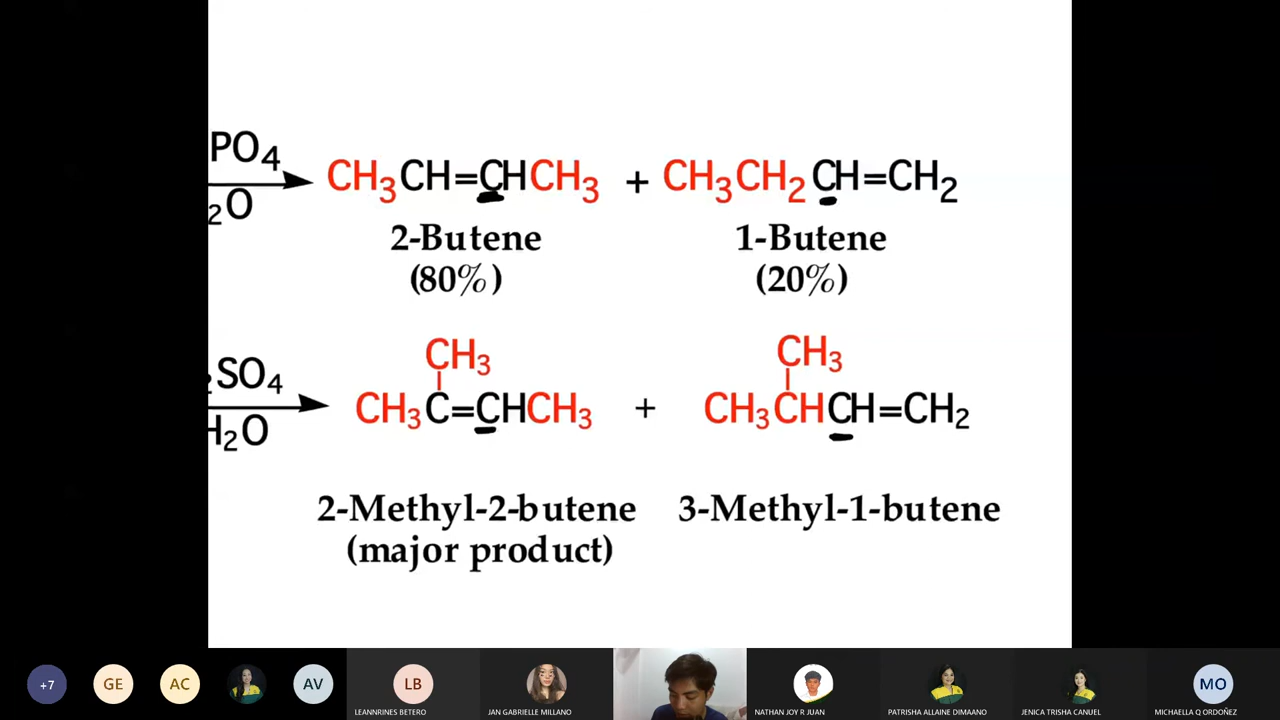 PO4
2O
CH3CH=CHCH3 + CH3CH2CH=CH2
2-Butene
(80%)
1-Butene
(20%)
2SO4
H2O
CH3
CH3C=CHCH3 + CH3CHCH=CH2
CH3
2-Methyl-2-butene
(major product)
3-Methyl-1-butene
+7
GE
AC
AV
LB
LEANNRINES BETERO
JAN GABRIELLE MILLANO
NATHAN JOY R JUAN
PATRISHA ALLAINE DIMAANO
JENICA TRISHA CANUEL
MO
MICHAELLA Q ORDOÑEZ